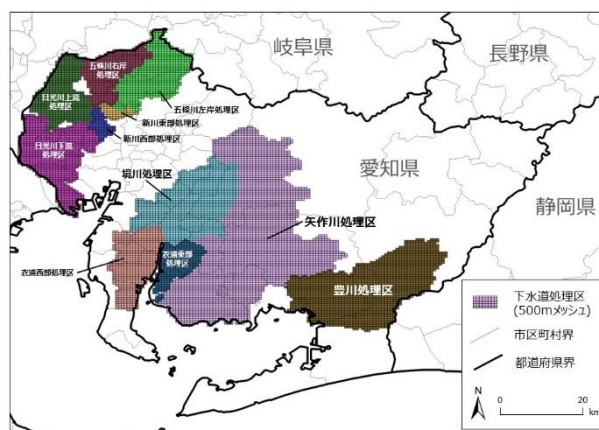 岐阜県
長野県
五條川右岸
処理区
日光川上流
処理区
五條川左岸
処理区
新川東部処理区
新川西部処理区
日光川下流
処理区
愛知県
境川処理区
静岡県
矢作川処理区
衣浦東部
処理区
衣浦西部処理区
豊川処理区
下水道処理区
(500mメッシュ)
市区町村界
都道府県界
N
0 20
km